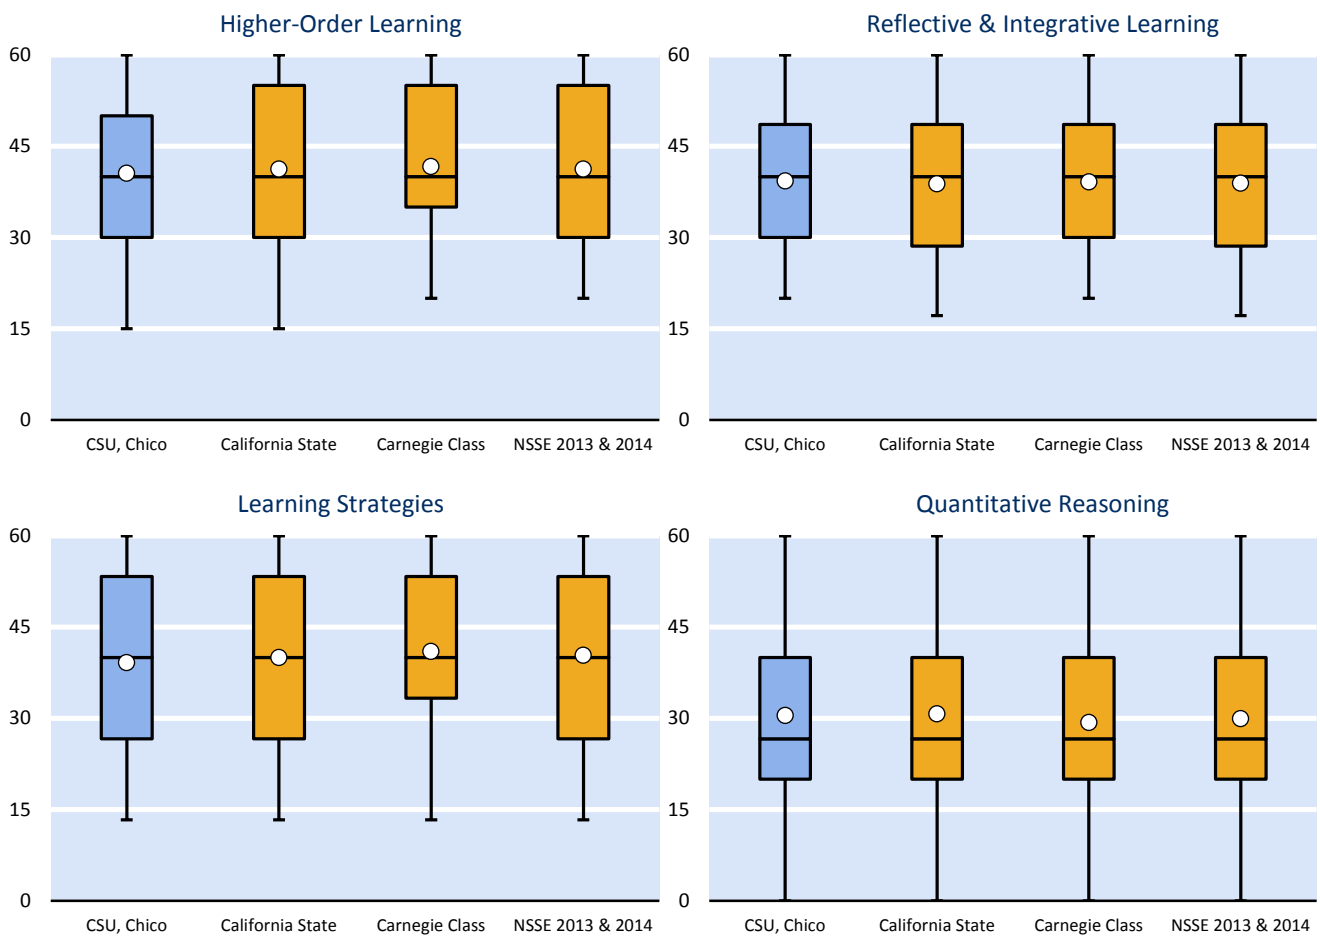 Higher-Order Learning
60
45
30
15
0
CSU, Chico California State Carnegie Class NSSE 2013 & 2014
Reflective & Integrative Learning
60
45
30
15
0
CSU, Chico California State Carnegie Class NSSE 2013 & 2014
Learning Strategies
60
45
30
15
0
CSU, Chico California State Carnegie Class NSSE 2013 & 2014
Quantitative Reasoning
60
45
30
15
0
CSU, Chico California State Carnegie Class NSSE 2013 & 2014